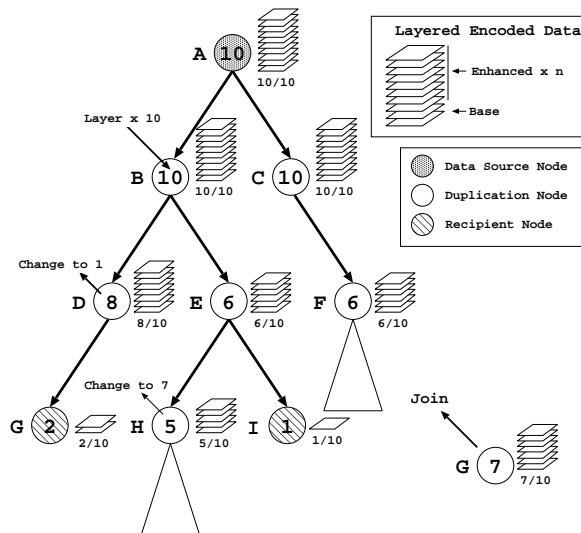 Layered Encoded Data
A 10
10/10
Enhanced x n
Base
Layer x 10
B 10
10/10
C 10
10/10
Data Source Node
Duplication Node
Recipient Node
Change to 1
D 8
8/10
E 6
6/10
F 6
6/10
Change to 7
G 2
2/10
H 5
5/10
I 1
1/10
Join
G 7
7/10